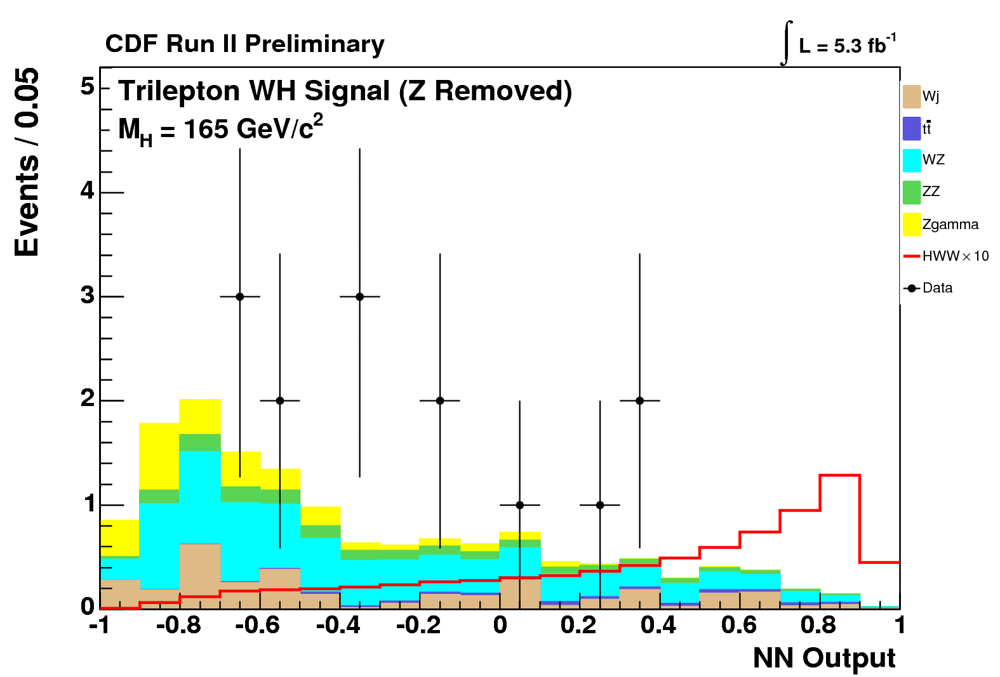 CDF Run II Preliminary
∫ L = 5.3 fb⁻¹
Events / 0.05
Trilepton WH Signal (Z Removed)
M_H = 165 GeV/c²
5
4
3
2
1
0
-1 -0.8 -0.6 -0.4 -0.2 0 0.2 0.4 0.6 0.8 1
NN Output
Wj
tt̄
WZ
ZZ
Zgamma
HWW × 10
Data